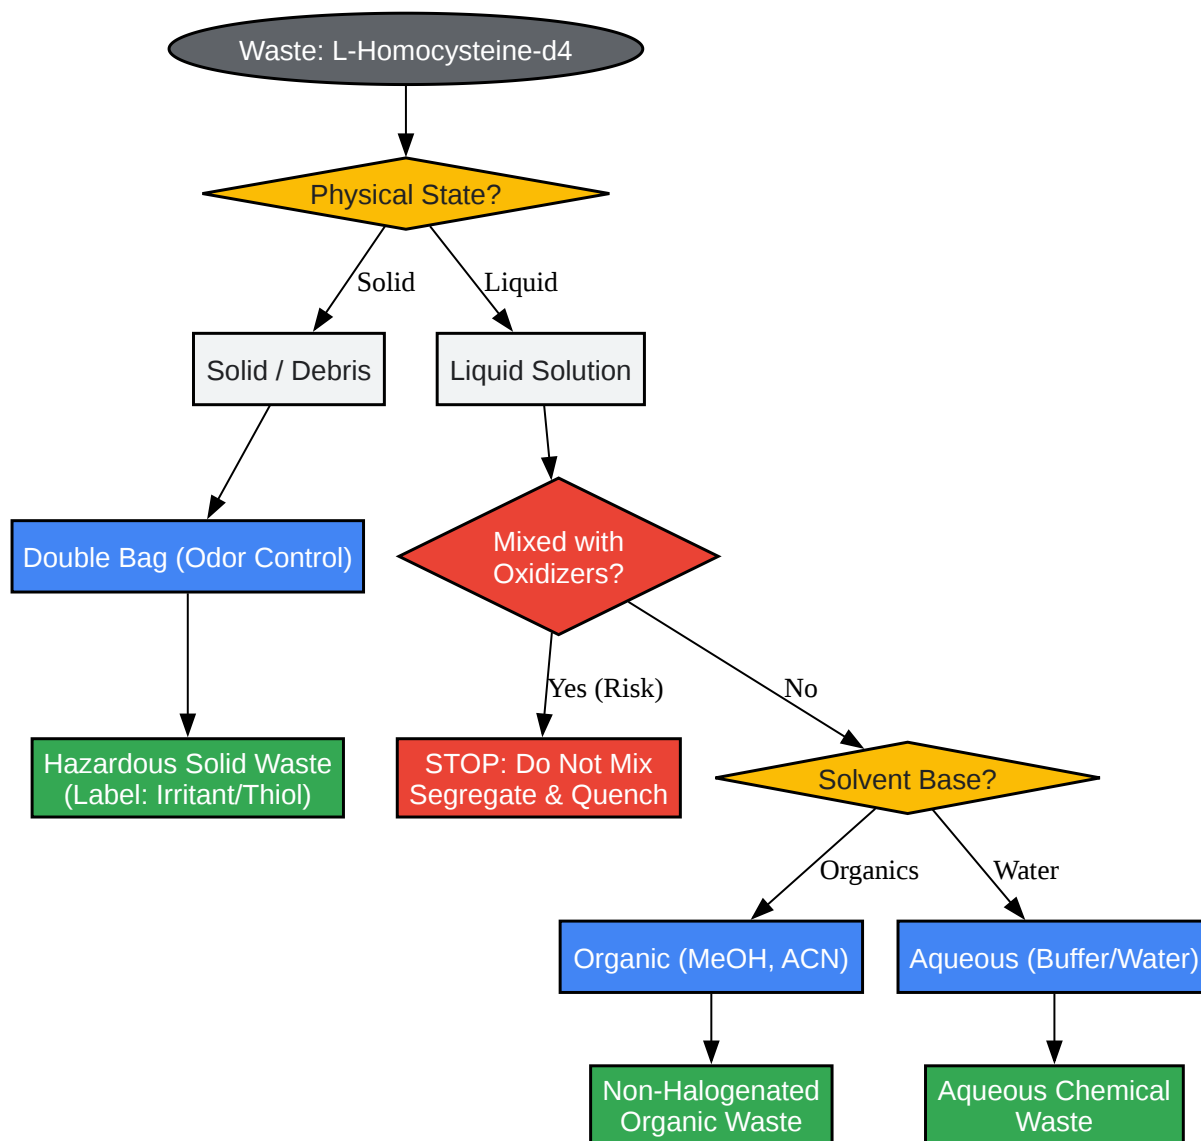 Waste: L-Homocysteine-d4
Physical State?
Solid
Liquid
Solid / Debris
Liquid Solution
Mixed with
Oxidizers?
Double Bag (Odor Control)
Yes (Risk)
No
Hazardous Solid Waste
(Label: Irritant/Thiol)
STOP: Do Not Mix
Segregate & Quench
Solvent Base?
Organics
Water
Organic (MeOH, ACN)
Aqueous (Buffer/Water)
Non-Halogenated
Organic Waste
Aqueous Chemical
Waste